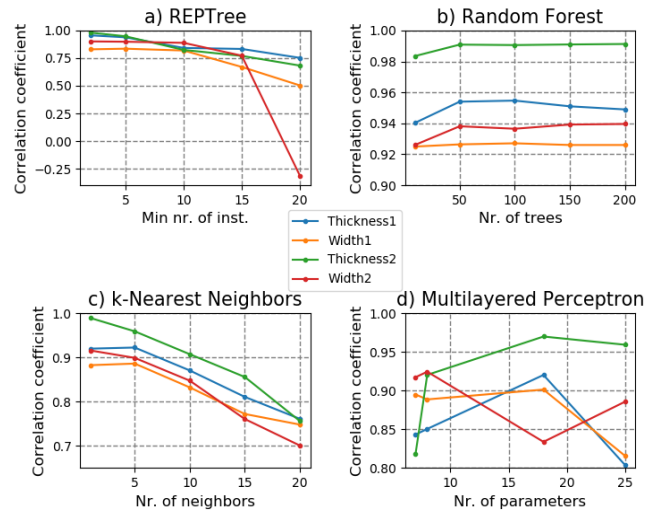 a) REPTree
Correlation coefficient
1.00
0.75
0.50
0.25
0.00
−0.25
5
10
15
20
Min nr. of inst.
b) Random Forest
Correlation coefficient
1.00
0.98
0.96
0.94
0.92
0.90
50
100
150
200
Nr. of trees
Thickness1
Width1
Thickness2
Width2
c) k-Nearest Neighbors
Correlation coefficient
1.0
0.9
0.8
0.7
5
10
15
20
Nr. of neighbors
d) Multilayered Perceptron
Correlation coefficient
1.00
0.95
0.90
0.85
0.80
10
15
20
25
Nr. of parameters